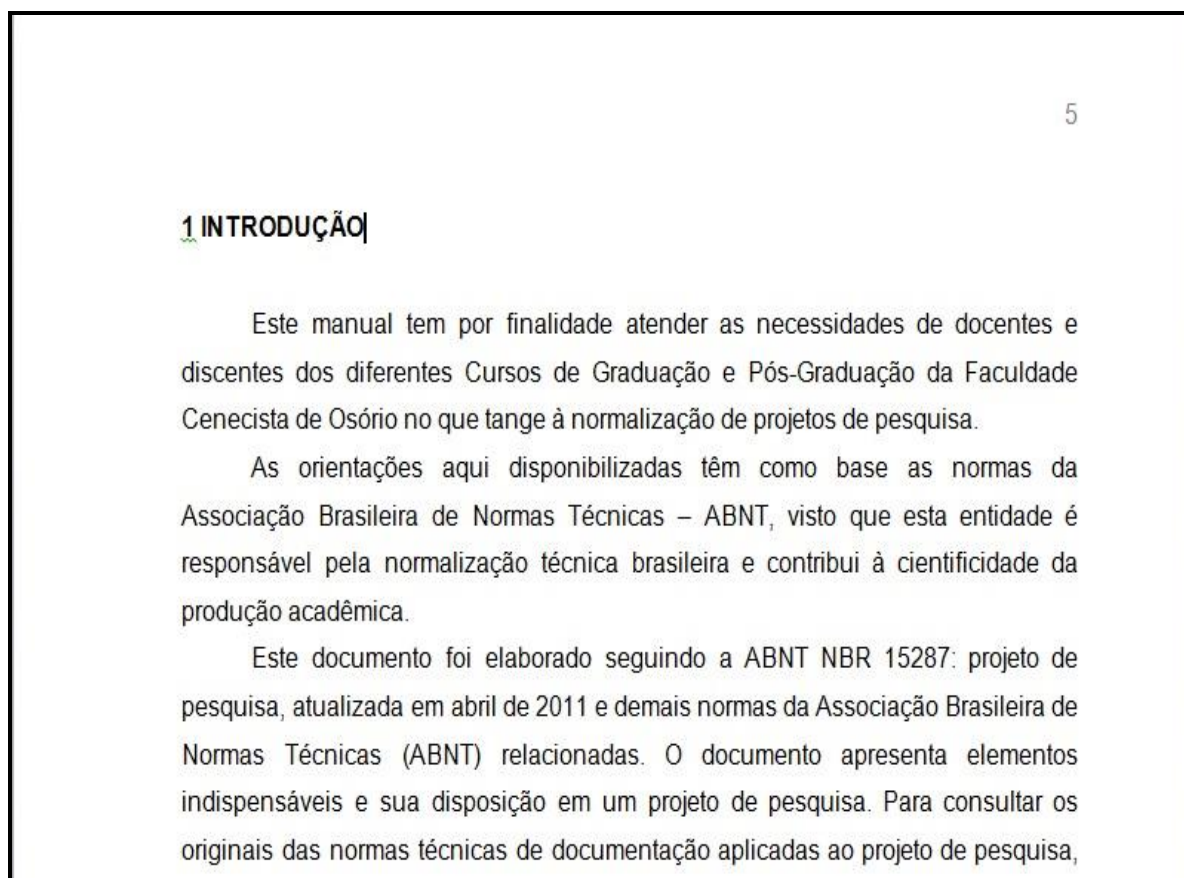 5
1 INTRODUÇÃO
Este manual tem por finalidade atender as necessidades de docentes e
discentes dos diferentes Cursos de Graduação e Pós-Graduação da Faculdade
Cenecista de Osório no que tange à normalização de projetos de pesquisa.
As orientações aqui disponibilizadas têm como base as normas da
Associação Brasileira de Normas Técnicas – ABNT, visto que esta entidade é
responsável pela normalização técnica brasileira e contribui à cientificidade da
produção acadêmica.
Este documento foi elaborado seguindo a ABNT NBR 15287: projeto de
pesquisa, atualizada em abril de 2011 e demais normas da Associação Brasileira de
Normas Técnicas (ABNT) relacionadas. O documento apresenta elementos
indispensáveis e sua disposição em um projeto de pesquisa. Para consultar os
originais das normas técnicas de documentação aplicadas ao projeto de pesquisa,